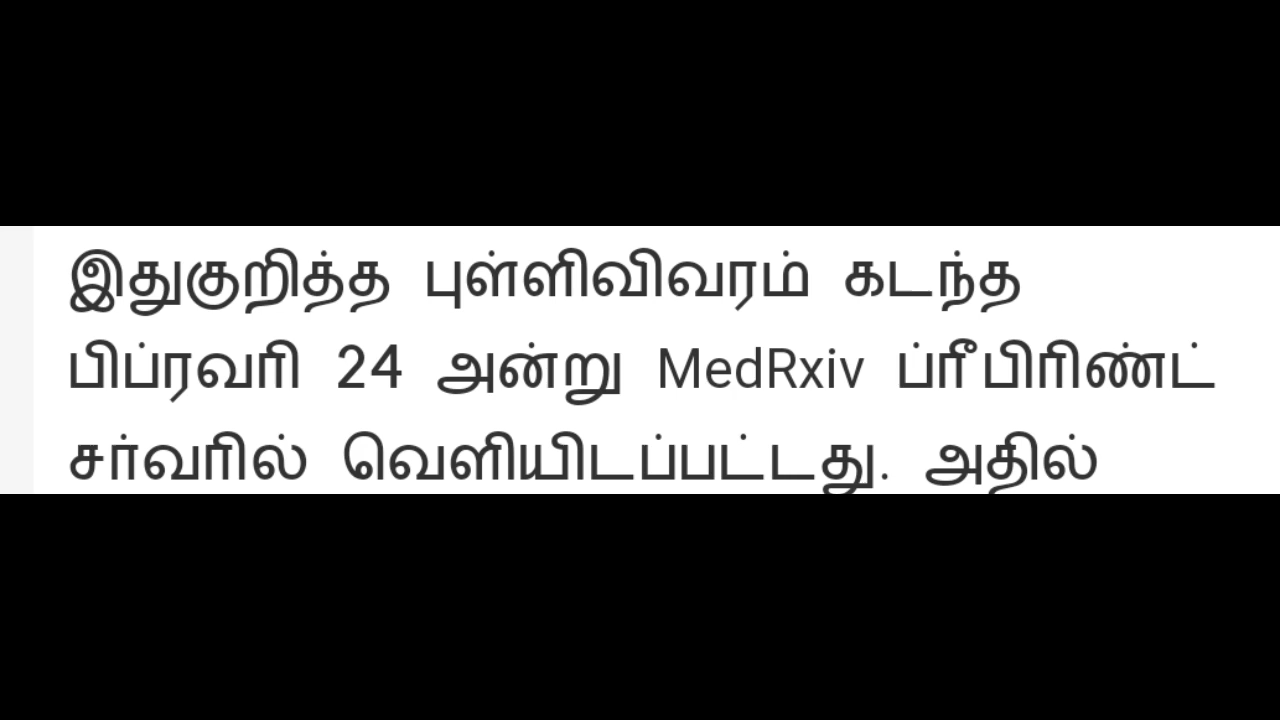 இதுகுறித்த புள்ளிவிவரம் கடந்த
பிப்ரவரி 24 அன்று MedRxiv ப்ரீபிரிண்ட்
சர்வரில் வெளியிடப்பட்டது. அதில்